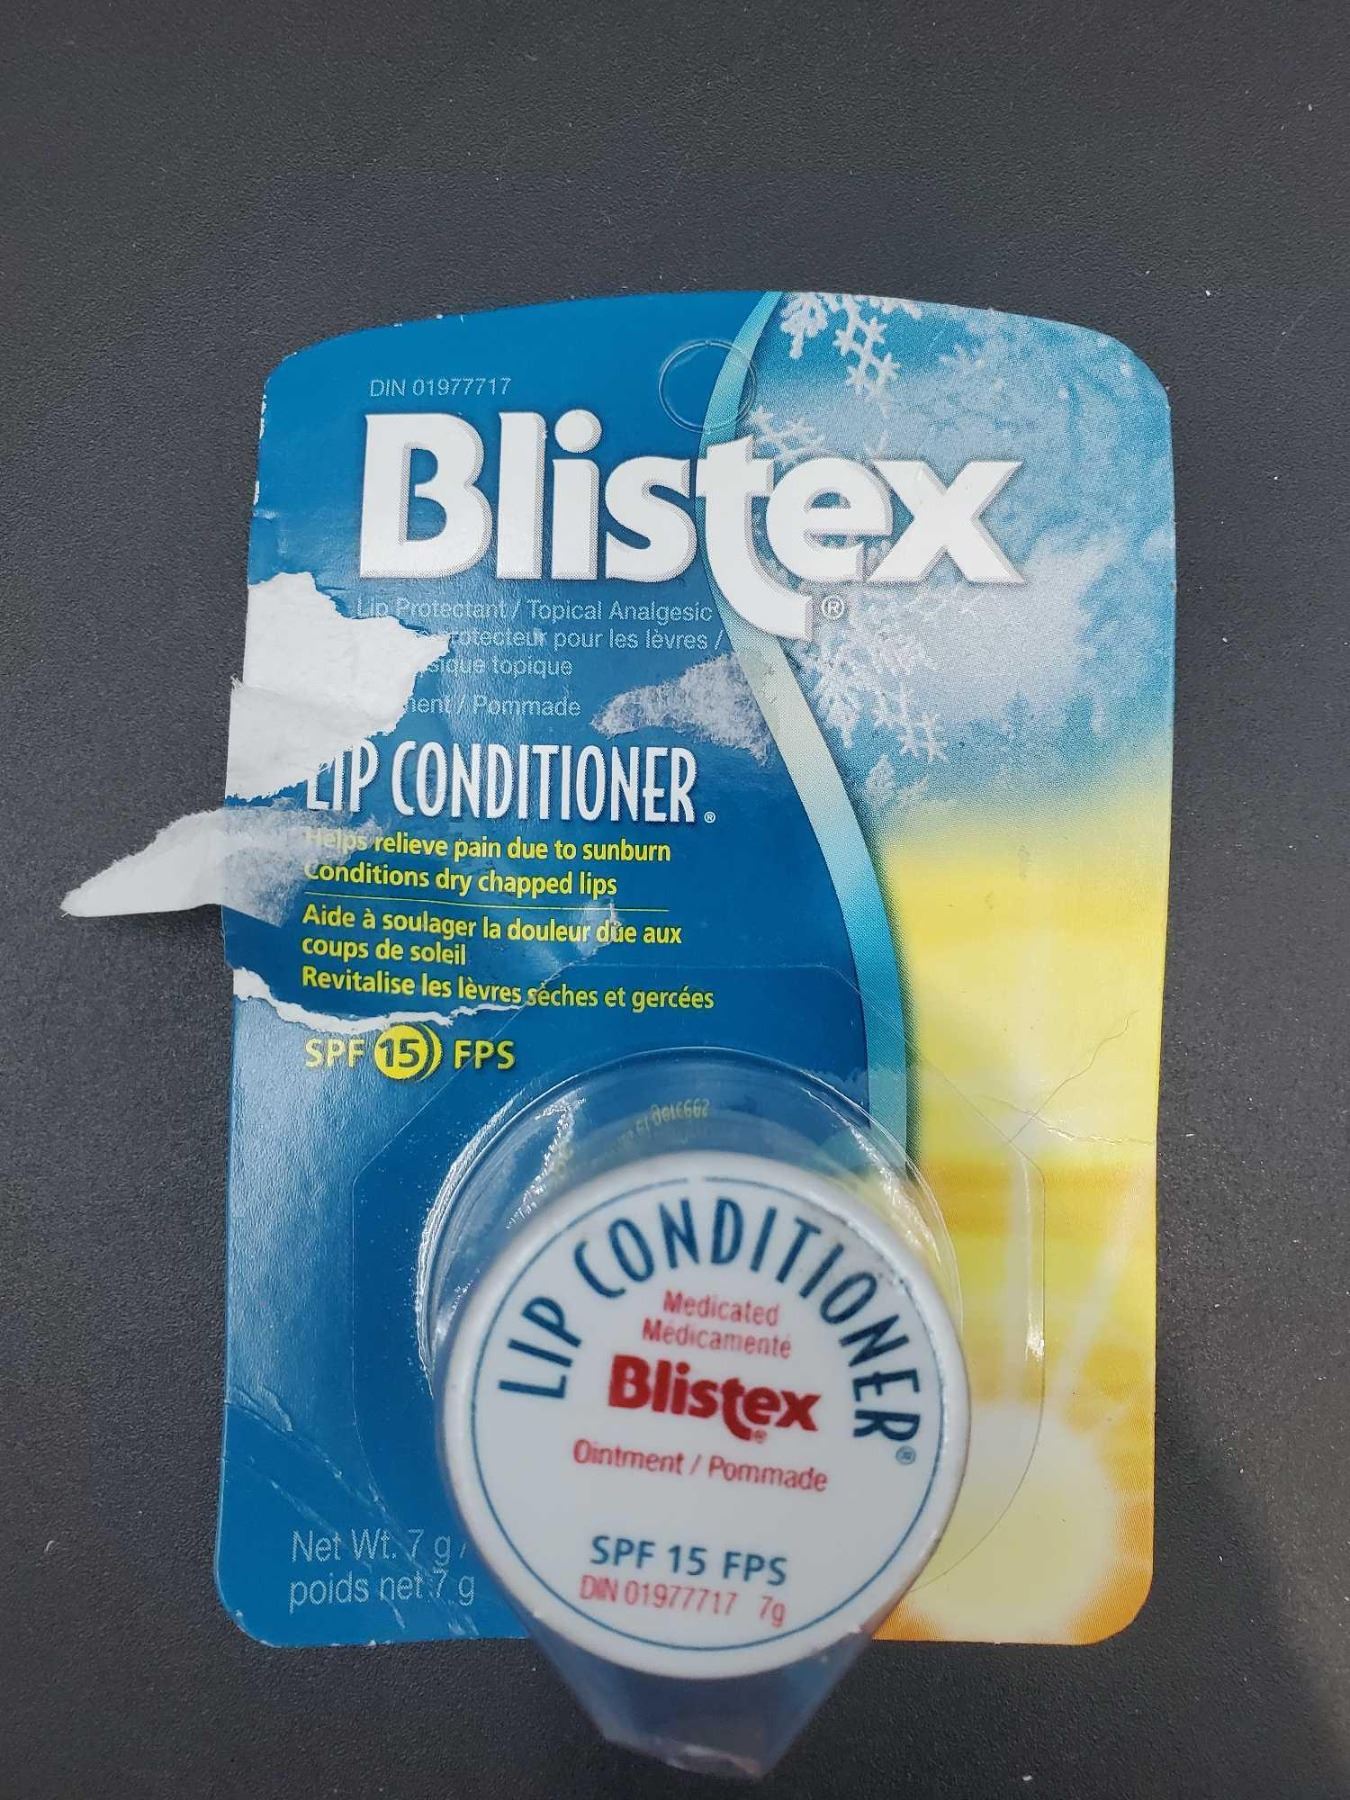 DIN 01977717
Blistex®
Lip Protectant / Topical Analgesic
pour les lèvres /
topique
/ Pommade
LIP CONDITIONER®
Helps relieve pain due to sunburn
Conditions dry chapped lips
Aide à soulager la douleur due aux
coups de soleil
Revitalise les lèvres sèches et gercées
SPF 15 FPS
LIP CONDITIONER®
Medicated
Médicamenté
Blistex®
Ointment / Pommade
SPF 15 FPS
DIN 01977717 7g
Net Wt. 7 g /
poids net 7 g